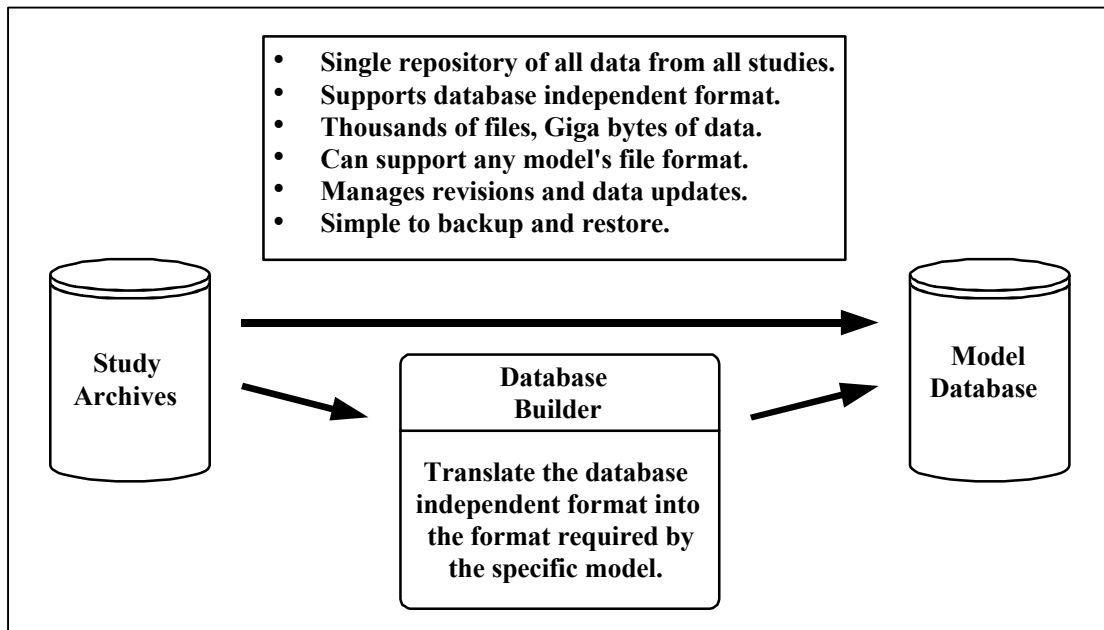 • Single repository of all data from all studies.
• Supports database independent format.
• Thousands of files, Giga bytes of data.
• Can support any model's file format.
• Manages revisions and data updates.
• Simple to backup and restore.
Study
Archives
Database
Builder
Translate the database
independent format into
the format required by
the specific model.
Model
Database